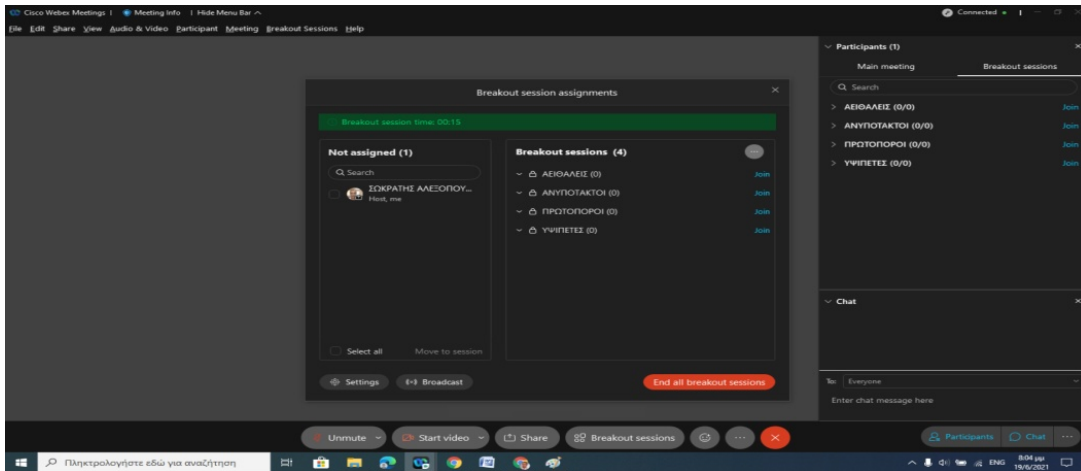 Cisco Webex Meetings | Meeting Info | Hide Menu Bar
Connected
File Edit Share View Audio & Video Participant Meeting Breakout Sessions Help
Participants (1)
Main meeting Breakout sessions
Search
ΑΕΙΘΑΛΕΙΣ (0/0) Join
ΑΝΥΠΟΤΑΚΤΟΙ (0/0) Join
ΠΡΩΤΟΠΟΡΟΙ (0/0) Join
ΥΨΙΠΕΤΕΣ (0/0) Join
Breakout session assignments
Breakout session time: 00:15
Not assigned (1)
Search
ΣΩΚΡΑΤΗΣ ΑΛΕΞΟΠΟΥ...
Host, me
Select all Move to session
Breakout sessions (4)
ΑΕΙΘΑΛΕΙΣ (0) Join
ΑΝΥΠΟΤΑΚΤΟΙ (0) Join
ΠΡΩΤΟΠΟΡΟΙ (0) Join
ΥΨΙΠΕΤΕΣ (0) Join
Settings Broadcast End all breakout sessions
Chat
To: Everyone
Enter chat message here
Unmute Start video Share Breakout sessions Participants Chat
Πληκτρολογήστε εδώ για αναζήτηση
ENG 8:04 μμ
19/6/2021